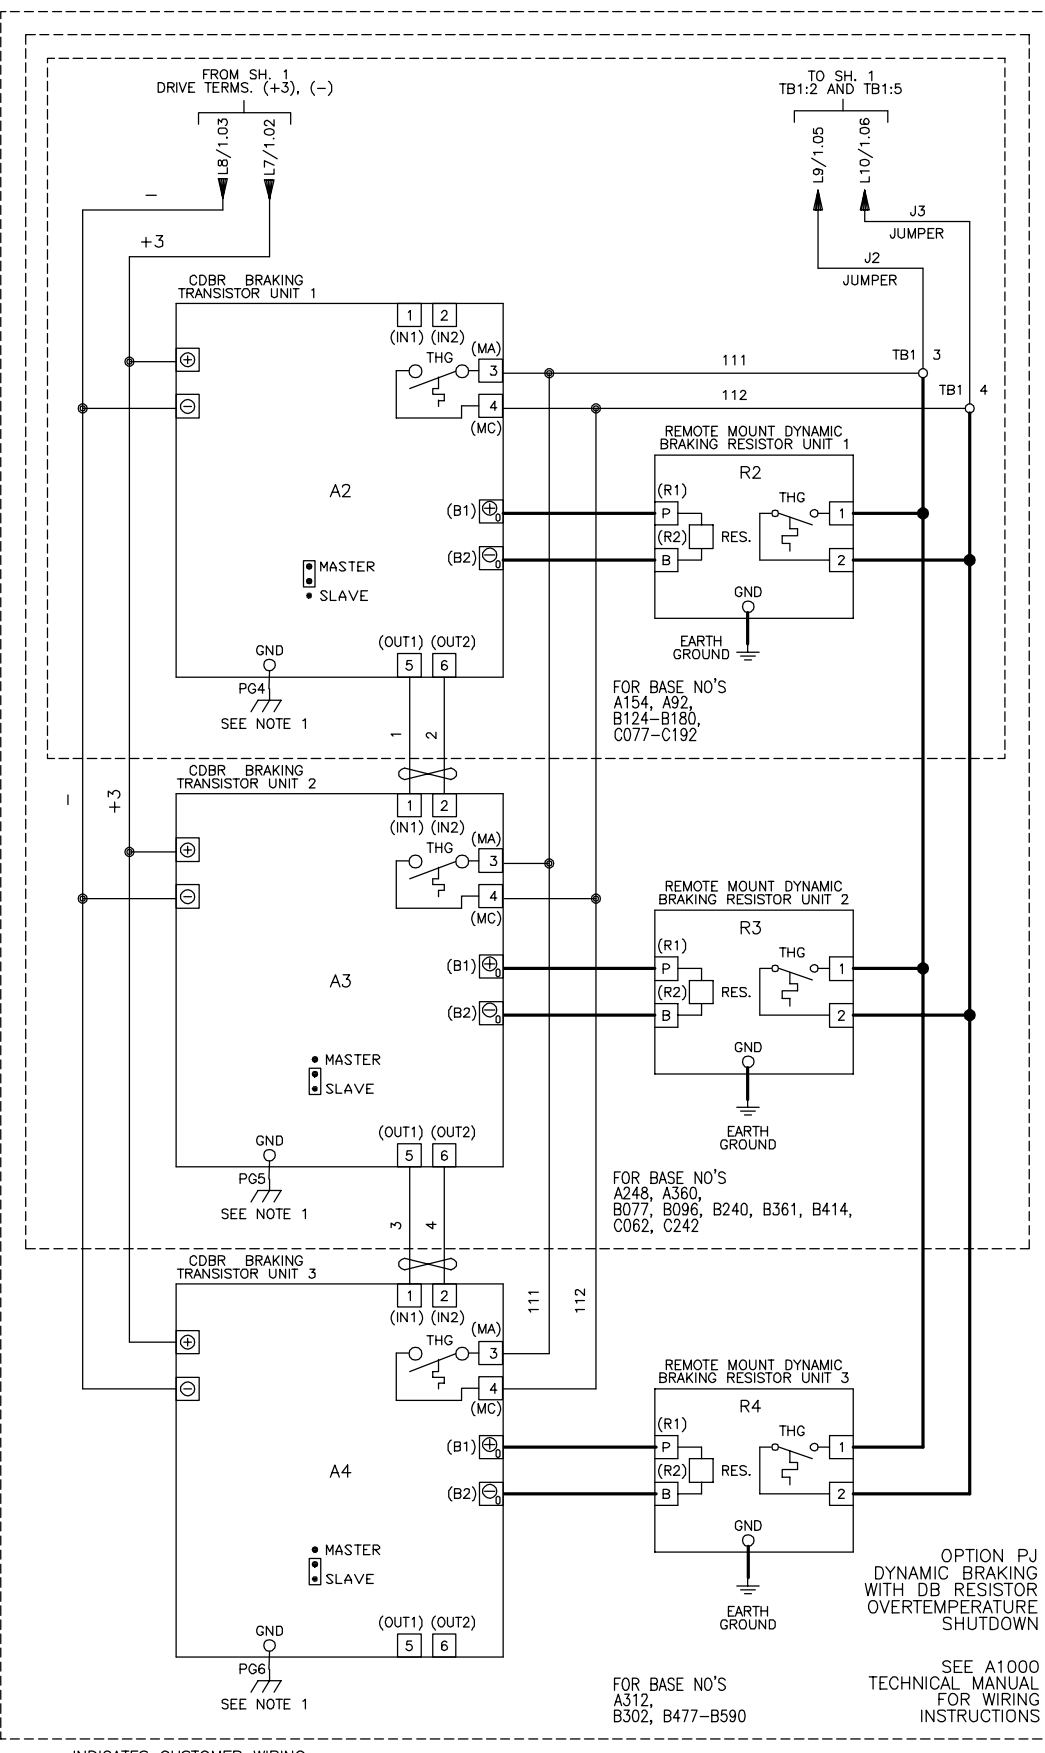 FROM SH. 1
DRIVE TERMS. (+3), (−)
TO SH. 1
TB1:2 AND TB1:5
L8/1.03
L7/1.02
L9/1.05
L10/1.06
−
+3
J3
JUMPER
J2
JUMPER
CDBR BRAKING
TRANSISTOR UNIT 1
1 2
(IN1) (IN2)
(MA)
THG
3
4
(MC)
111
112
TB1 3
TB1 4
A2
(B1)
(B2)
0
0
MASTER
SLAVE
GND
PG4
SEE NOTE 1
(OUT1) (OUT2)
5 6
REMOTE MOUNT DYNAMIC
BRAKING RESISTOR UNIT 1
R2
(R1)
P
(R2)
B
RES.
THG
1
2
GND
EARTH
GROUND
FOR BASE NO'S
A154, A92,
B124−B180,
C077−C192
1
2
−
+3
CDBR BRAKING
TRANSISTOR UNIT 2
1 2
(IN1) (IN2)
(MA)
THG
3
4
(MC)
A3
(B1)
(B2)
0
0
MASTER
SLAVE
GND
PG5
SEE NOTE 1
(OUT1) (OUT2)
5 6
REMOTE MOUNT DYNAMIC
BRAKING RESISTOR UNIT 2
R3
(R1)
P
(R2)
B
RES.
THG
1
2
GND
EARTH
GROUND
FOR BASE NO'S
A248, A360,
B077, B096, B240, B361, B414,
C062, C242
3
4
CDBR BRAKING
TRANSISTOR UNIT 3
1 2
(IN1) (IN2)
111
112
(MA)
THG
3
4
(MC)
A4
(B1)
(B2)
0
0
MASTER
SLAVE
GND
PG6
SEE NOTE 1
(OUT1) (OUT2)
5 6
REMOTE MOUNT DYNAMIC
BRAKING RESISTOR UNIT 3
R4
(R1)
P
(R2)
B
RES.
THG
1
2
GND
EARTH
GROUND
FOR BASE NO'S
A312,
B302, B477−B590
OPTION PJ
DYNAMIC BRAKING
WITH DB RESISTOR
OVERTEMPERATURE
SHUTDOWN
SEE A1000
TECHNICAL MANUAL
FOR WIRING
INSTRUCTIONS
INDICATES CUSTOMER WIRING